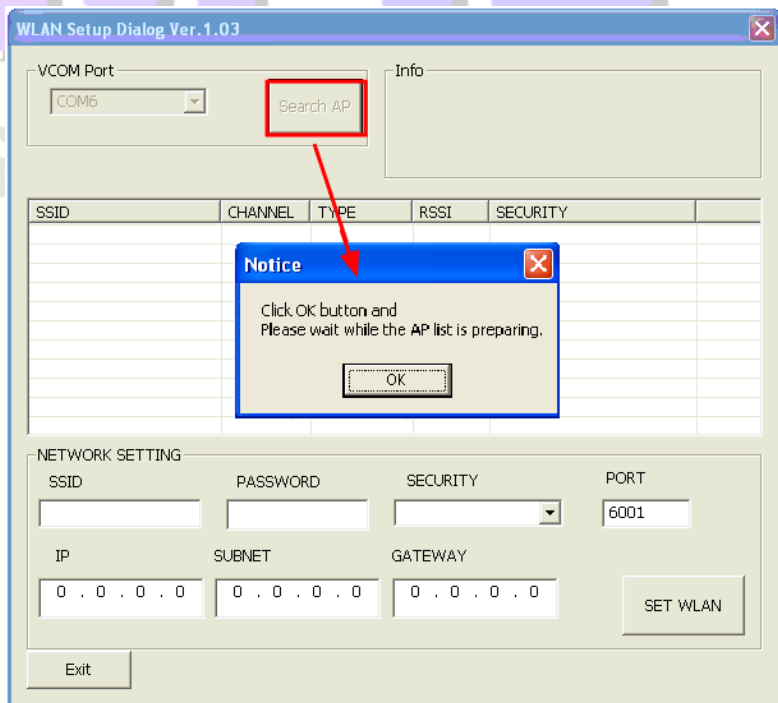 WLAN Setup Dialog Ver.1.03
VCOM Port
Info
COM6
Search AP
SSID CHANNEL TYPE RSSI SECURITY
Notice
Click OK button and
Please wait while the AP list is preparing.
OK
NETWORK SETTING
SSID PASSWORD SECURITY PORT
6001
IP SUBNET GATEWAY
0 . 0 . 0 . 0 0 . 0 . 0 . 0 0 . 0 . 0 . 0
SET WLAN
Exit